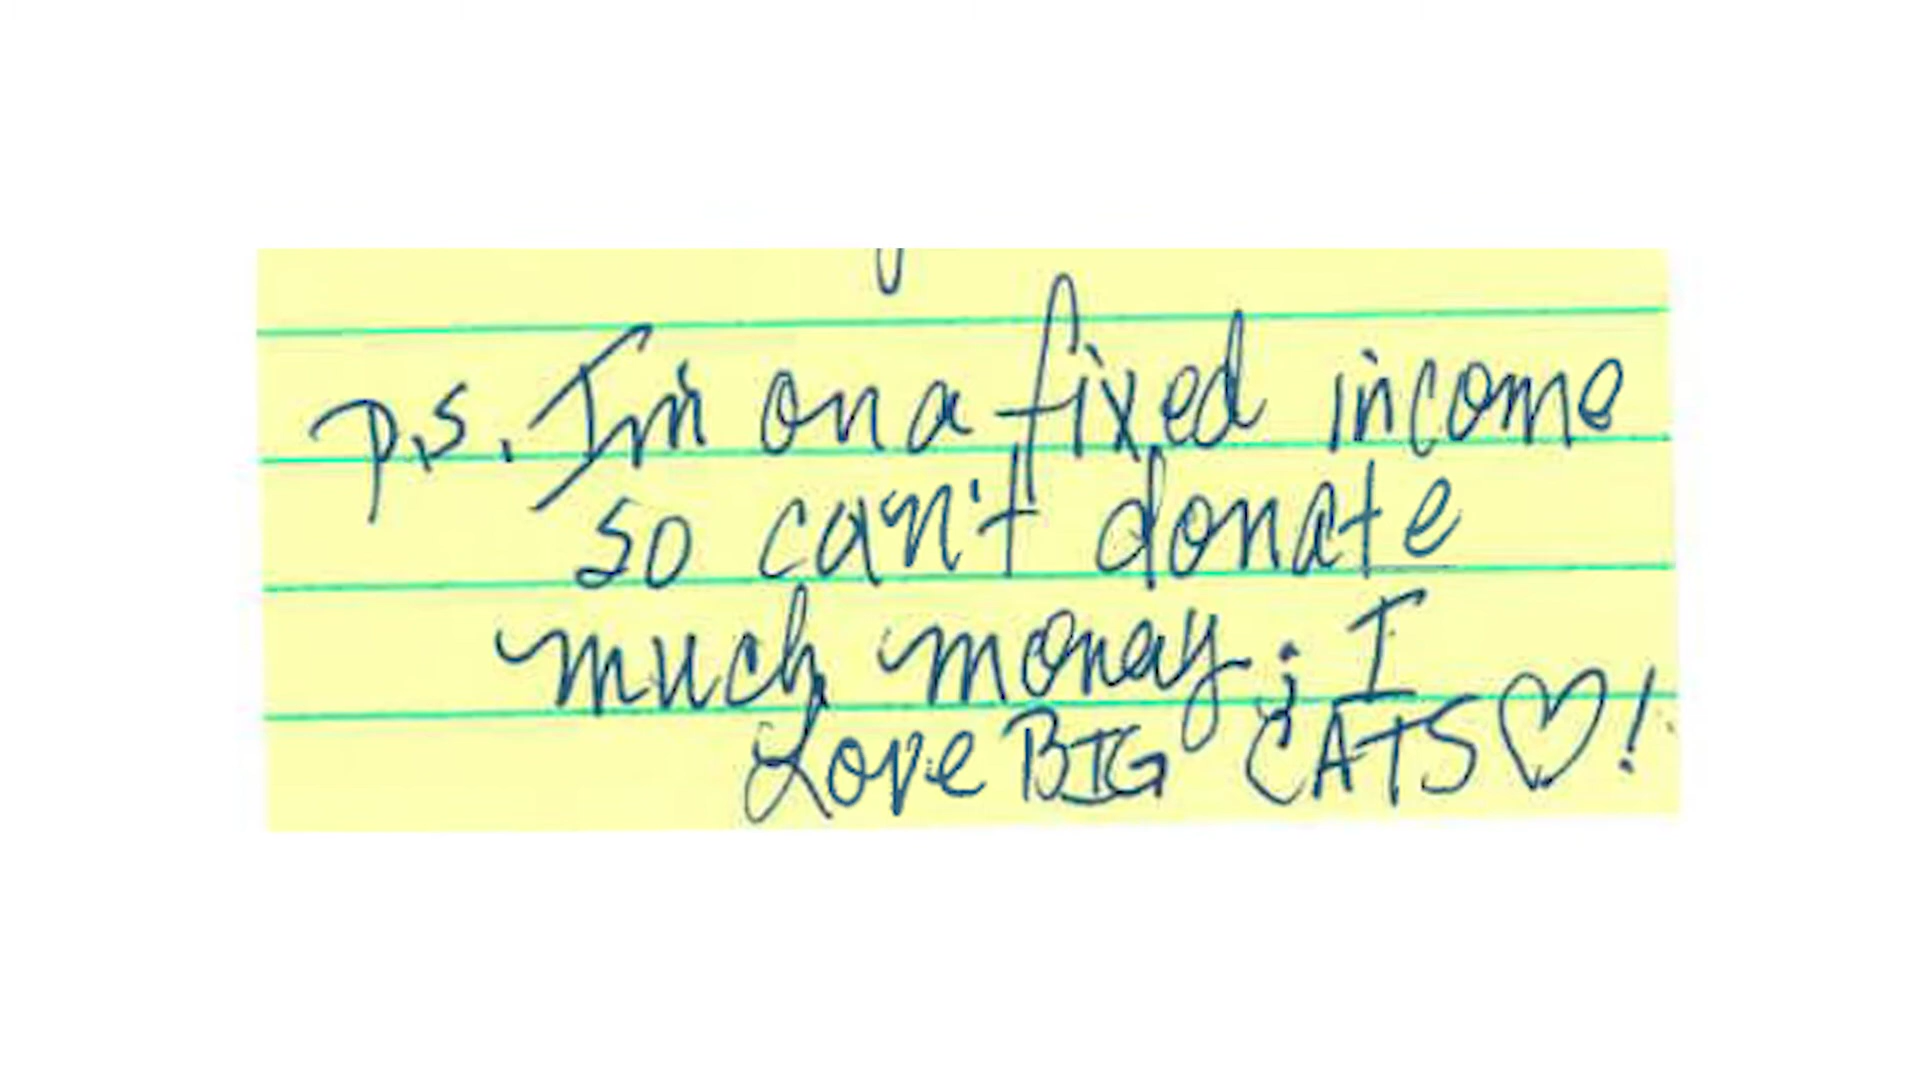 P.S. I'm on a fixed income
so can't donate
much money; I
Love BIG CATS♡!